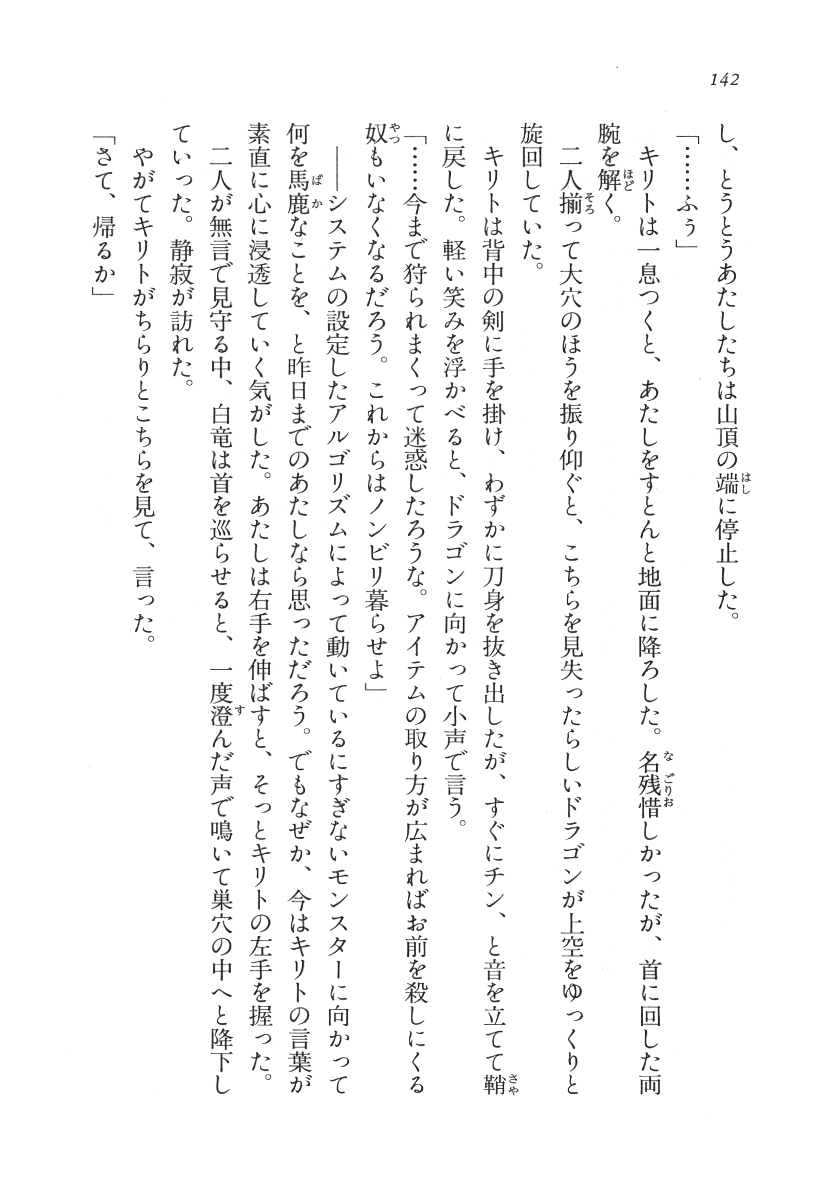 142
し、とうとうあたしたちは山頂の端に停止した。
「……ふぅ」
　キリトは一息つくと、あたしをすとんと地面に降ろした。名残惜しかったが、首に回した両
腕を解く。
　二人揃って大穴のほうを振り仰ぐと、こちらを見失ったらしいドラゴンが上空をゆっくりと
旋回していた。
　キリトは背中の剣に手を掛け、わずかに刀身を抜き出したが、すぐにチン、と音を立てて鞘
に戻した。軽い笑みを浮かべると、ドラゴンに向かって小声で言う。
「……今まで狩られまくって迷惑したろうな。アイテムの取り方が広まればお前を殺しにくる
奴もいなくなるだろう。これからはノンビリ暮らせよ」
　――システムの設定したアルゴリズムによって動いているにすぎないモンスターに向かって
何を馬鹿なことを、と昨日までのあたしなら思っただろう。でもなぜか、今はキリトの言葉が
素直に心に浸透していく気がした。あたしは右手を伸ばすと、そっとキリトの左手を握った。
　二人が無言で見守る中、白竜は首を巡らせると、一度澄んだ声で鳴いて巣穴の中へと降下し
ていった。静寂が訪れた。
　やがてキリトがちらりとこちらを見て、言った。
「さて、帰るか」